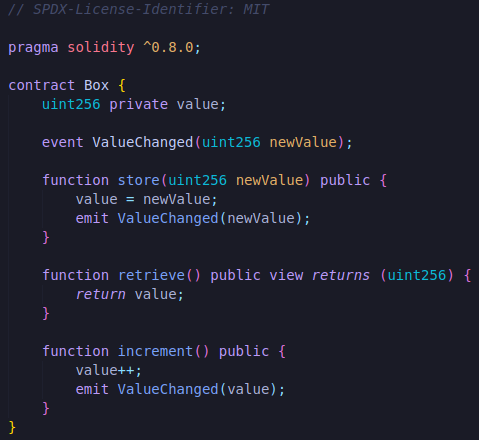 // SPDX-License-Identifier: MIT
pragma solidity ^0.8.0;
contract Box {
    uint256 private value;
    event ValueChanged(uint256 newValue);
    function store(uint256 newValue) public {
        value = newValue;
        emit ValueChanged(newValue);
    }
    function retrieve() public view returns (uint256) {
        return value;
    }
    function increment() public {
        value++;
        emit ValueChanged(value);
    }
}